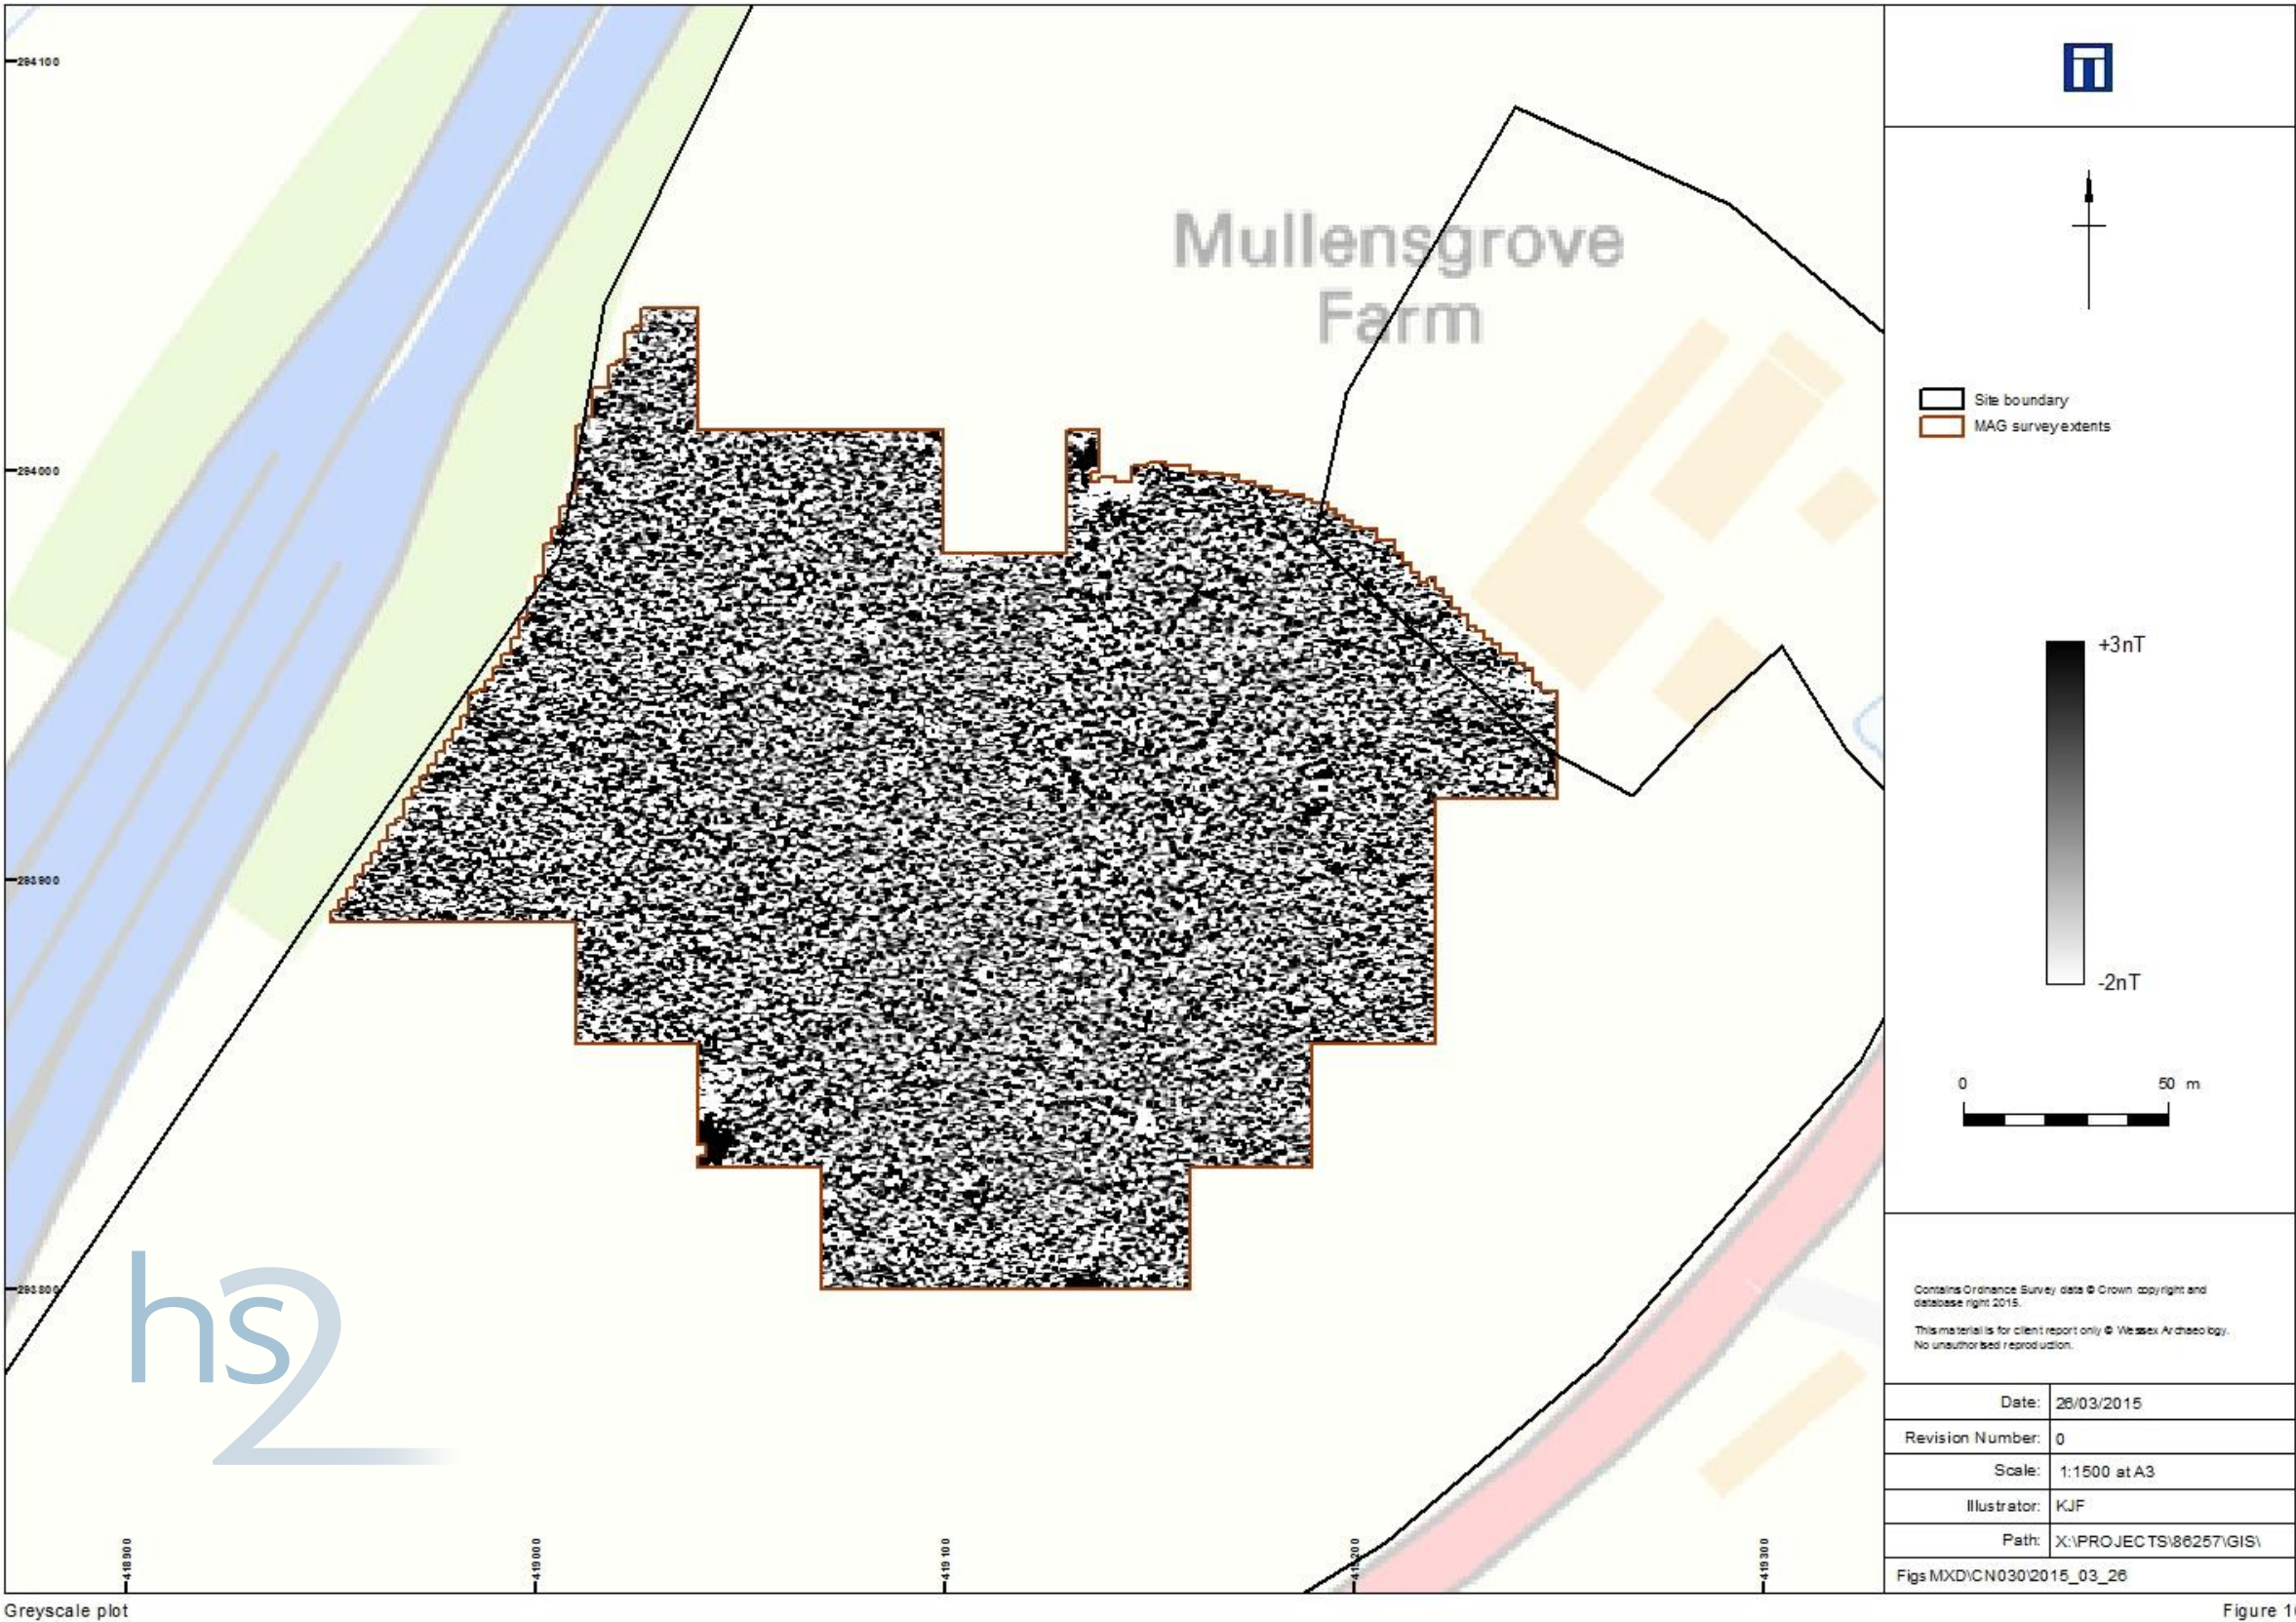 294100
294000
293900
293800
418900
419000
419100
419200
419300
Mullensgrove
Farm
hs2
Site boundary
MAG survey extents
+3nT
-2nT
0 50 m
Contains Ordnance Survey data © Crown copyright and
database right 2015.
This material is for client report only © Wessex Archaeology.
No unauthorised reproduction.
Date: 26/03/2015
Revision Number: 0
Scale: 1:1500 at A3
Illustrator: KJF
Path: X:\PROJECTS\86257\GIS\
Figs MXD\CN030\2015_03_26
Greyscale plot
Figure 1